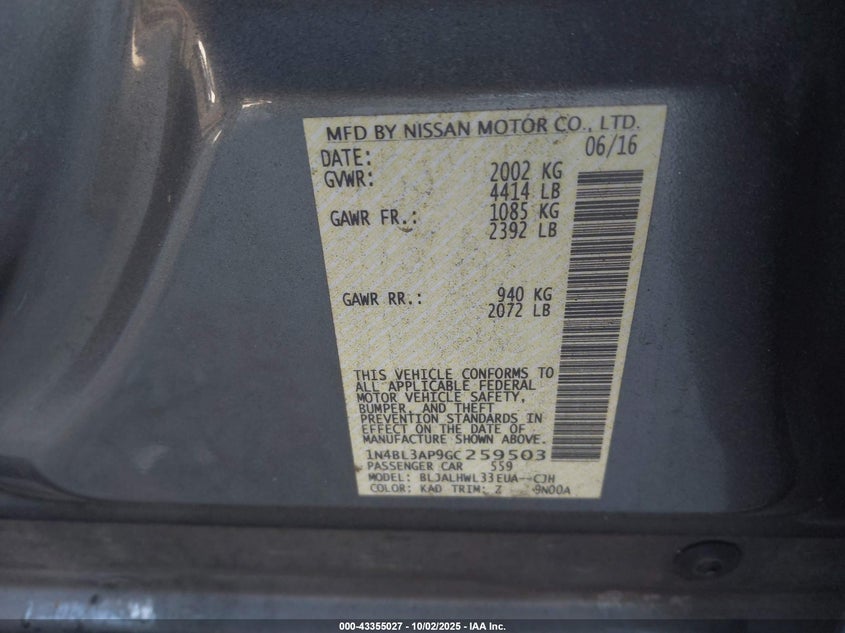 MFD BY NISSAN MOTOR CO., LTD.
DATE: 06/16
GVWR: 2002 KG
4414 LB
GAWR FR.: 1085 KG
2392 LB
GAWR RR.: 940 KG
2072 LB
THIS VEHICLE CONFORMS TO
ALL APPLICABLE FEDERAL
MOTOR VEHICLE SAFETY,
BUMPER, AND THEFT
PREVENTION STANDARDS IN
EFFECT ON THE DATE OF
MANUFACTURE SHOWN ABOVE.
1N4BL3AP9GC259503
PASSENGER CAR 559
MODEL: BLJALHWL33EUA--CJH
COLOR: KAD TRIM: Z 9N00A
000-43355027 - 10/02/2025 - IAA Inc.